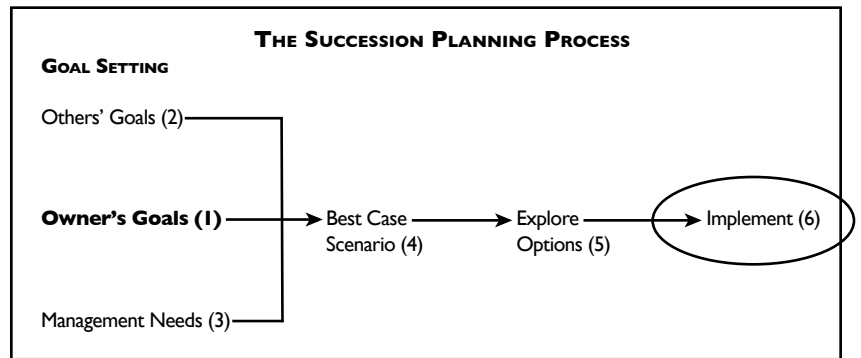 The Succession Planning Process
Goal Setting
Others’ Goals (2)
Owner’s Goals (1)
Best Case
Scenario (4)
Explore
Options (5)
Implement (6)
Management Needs (3)